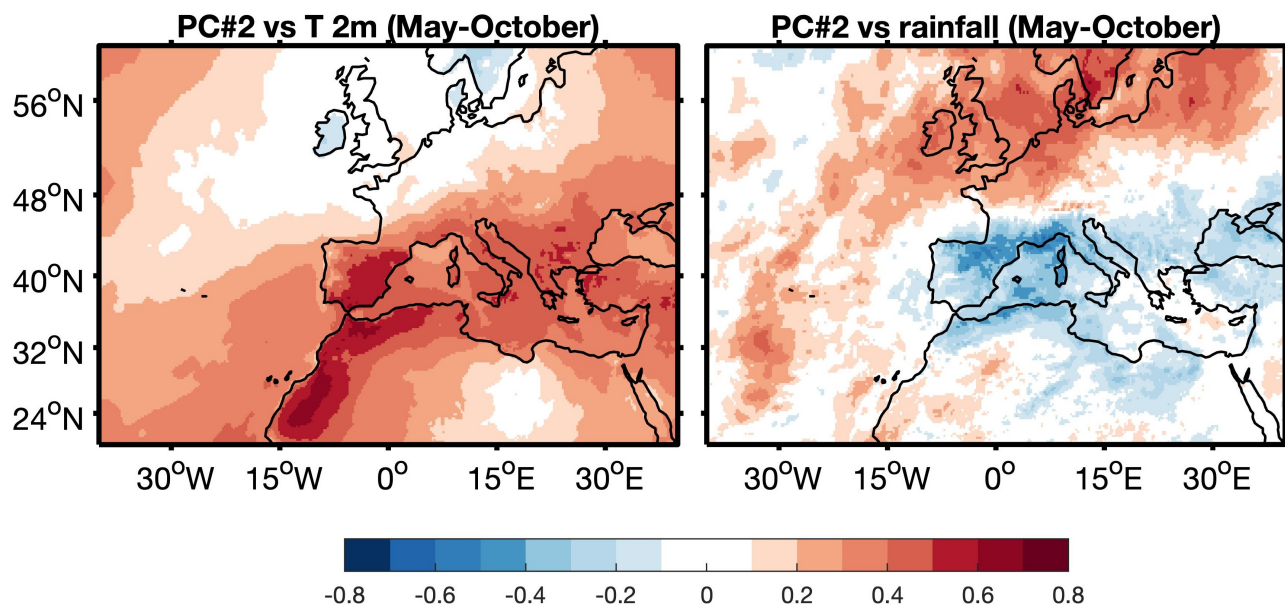 PC#2 vs T 2m (May-October)
PC#2 vs rainfall (May-October)
56°N
48°N
40°N
32°N
24°N
30°W 15°W 0° 15°E 30°E
30°W 15°W 0° 15°E 30°E
-0.8 -0.6 -0.4 -0.2 0 0.2 0.4 0.6 0.8